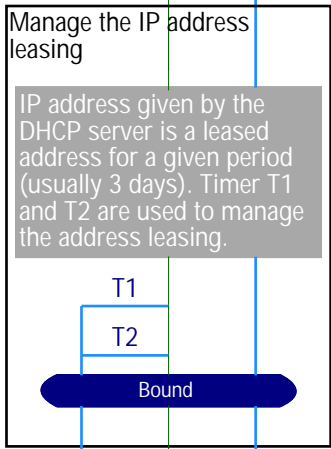 Manage the IP address
leasing
IP address given by the
DHCP server is a leased
address for a given period
(usually 3 days). Timer T1
and T2 are used to manage
the address leasing.
T1
T2
Bound